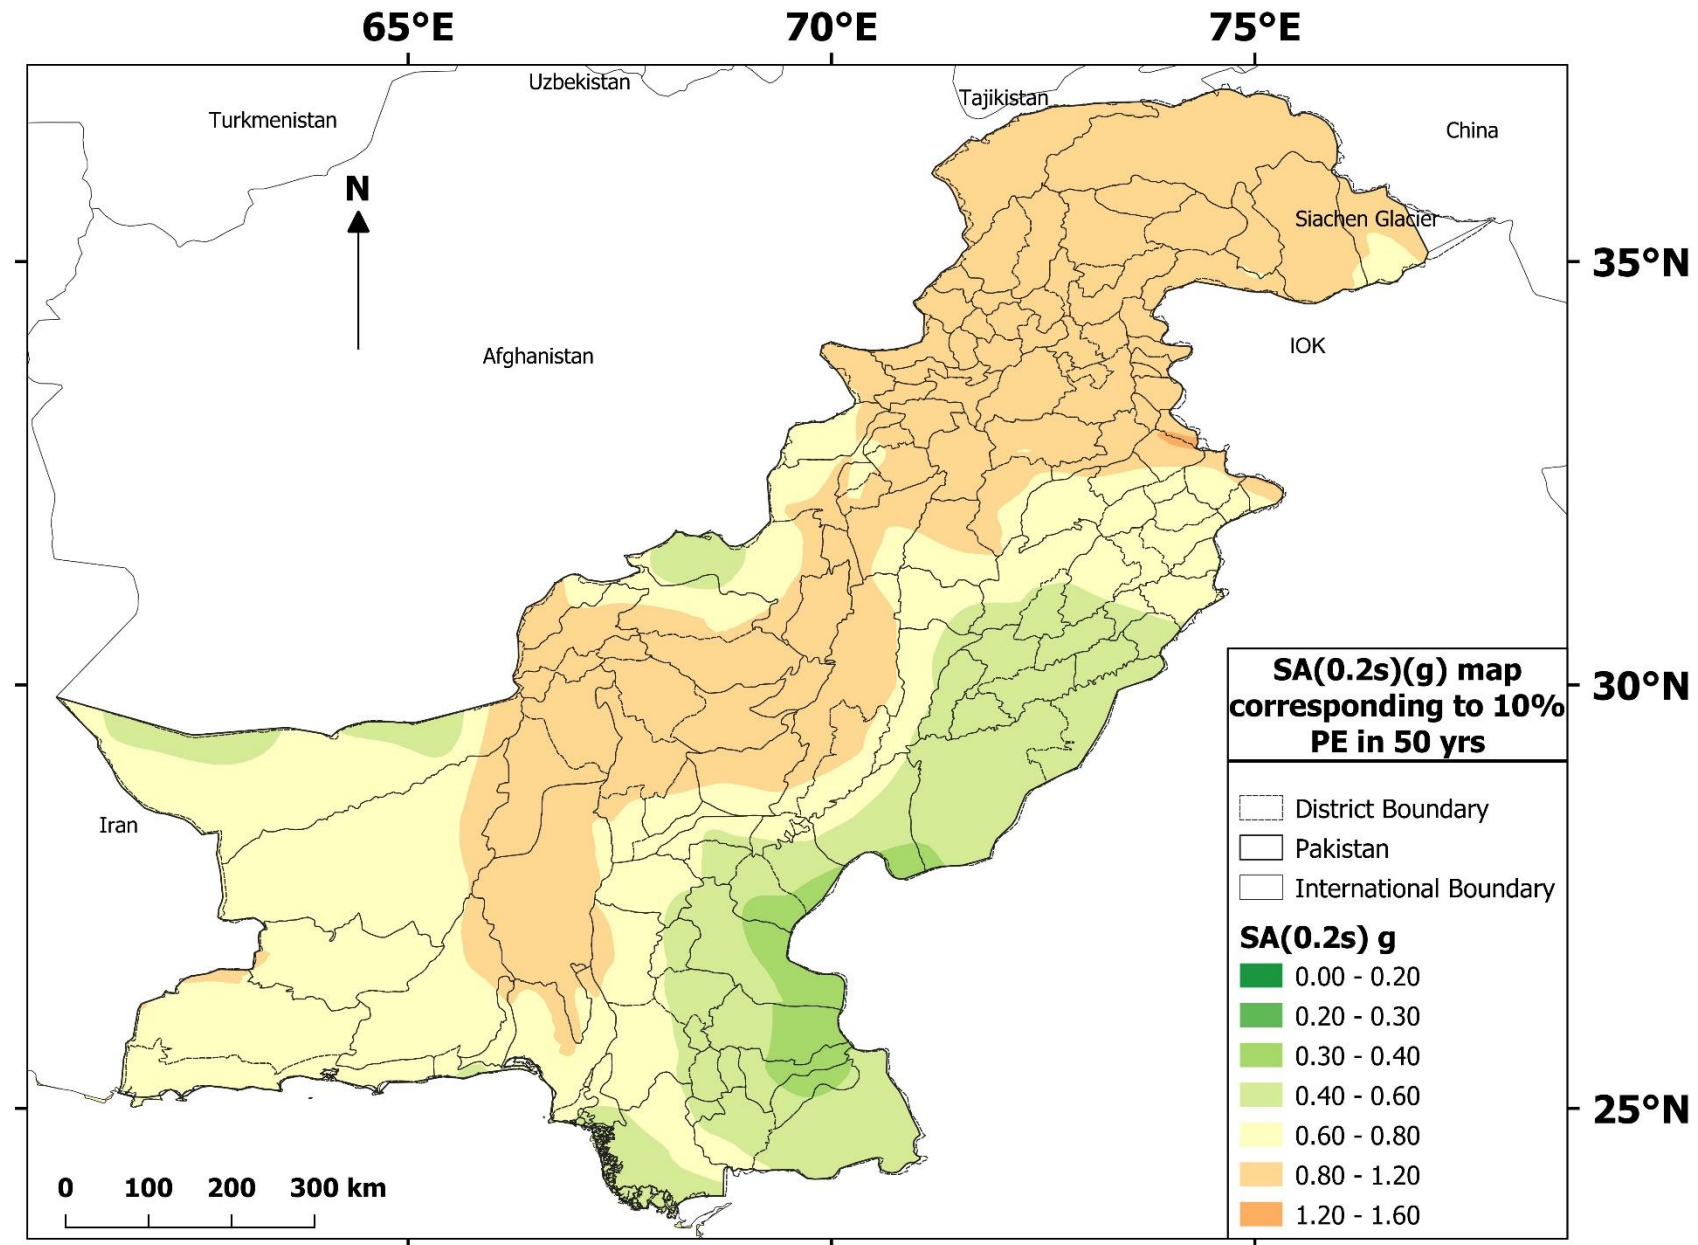 65°E 70°E 75°E
Uzbekistan
Tajikistan
Turkmenistan
China
N
Siachen Glacier
35°N
Afghanistan
IOK
SA(0.2s)(g) map
corresponding to 10%
PE in 50 yrs
30°N
Iran
District Boundary
Pakistan
International Boundary
SA(0.2s) g
0.00 - 0.20
0.20 - 0.30
0.30 - 0.40
0.40 - 0.60
0.60 - 0.80
0.80 - 1.20
1.20 - 1.60
25°N
0 100 200 300 km